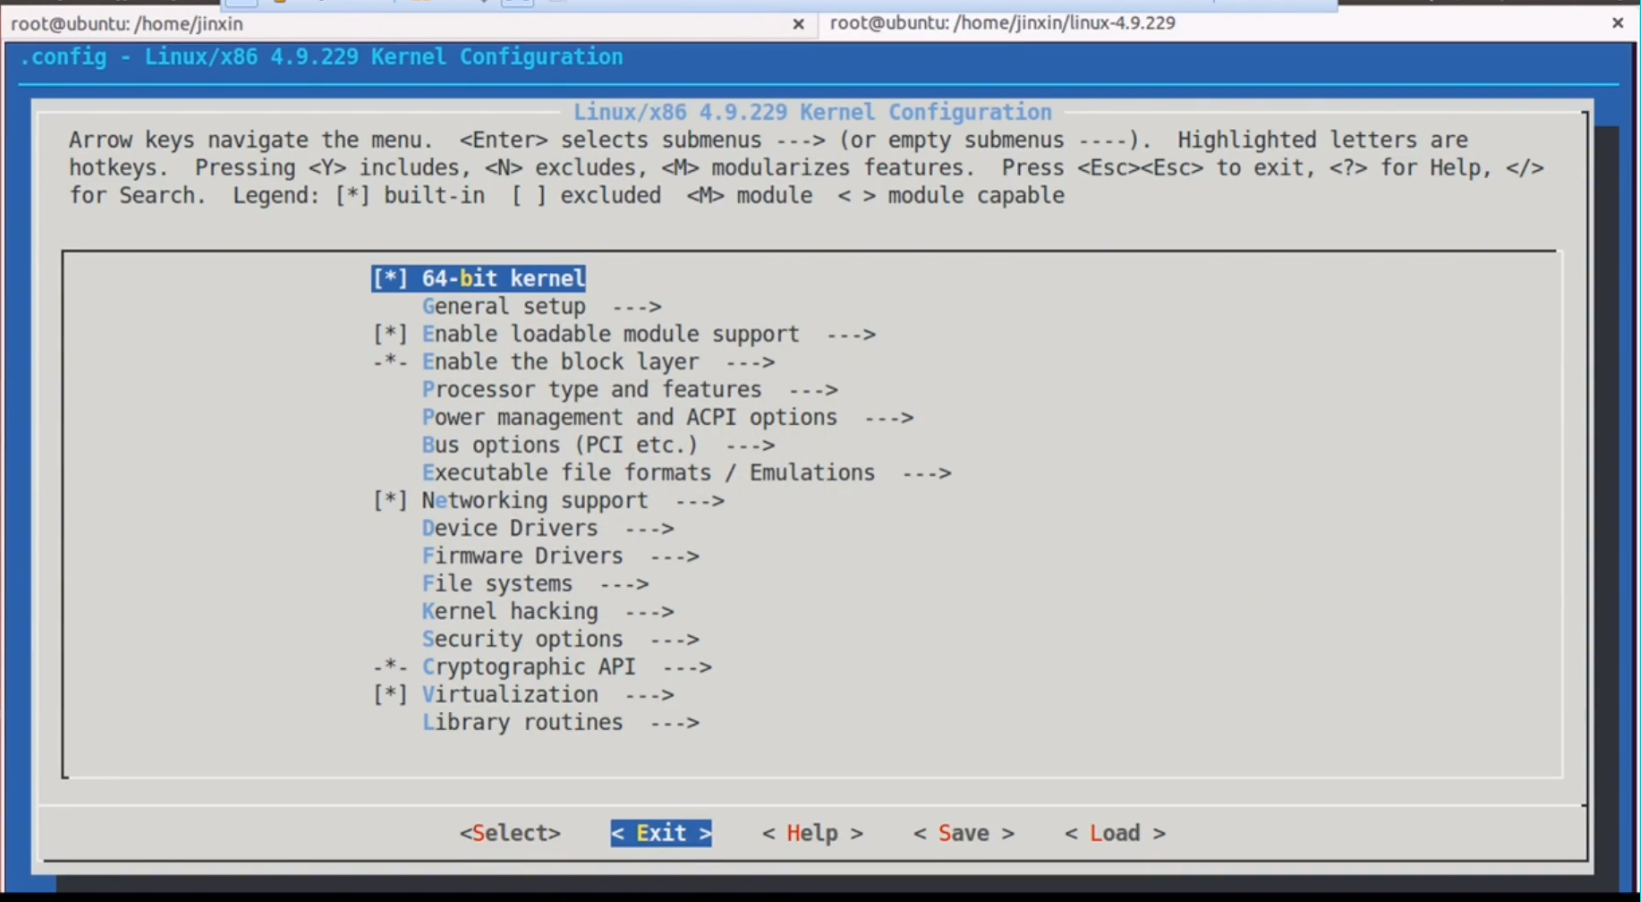 root@ubuntu: /home/jinxin × root@ubuntu: /home/jinxin/linux-4.9.229 ×
.config - Linux/x86 4.9.229 Kernel Configuration
Linux/x86 4.9.229 Kernel Configuration
Arrow keys navigate the menu.  <Enter> selects submenus ---> (or empty submenus ----).  Highlighted letters are
hotkeys.  Pressing <Y> includes, <N> excludes, <M> modularizes features.  Press <Esc><Esc> to exit, <?> for Help, </>
for Search.  Legend: [*] built-in  [ ] excluded  <M> module  < > module capable
[*] 64-bit kernel
General setup  --->
[*] Enable loadable module support  --->
-*- Enable the block layer  --->
Processor type and features  --->
Power management and ACPI options  --->
Bus options (PCI etc.)  --->
Executable file formats / Emulations  --->
[*] Networking support  --->
Device Drivers  --->
Firmware Drivers  --->
File systems  --->
Kernel hacking  --->
Security options  --->
-*- Cryptographic API  --->
[*] Virtualization  --->
Library routines  --->
<Select>    < Exit >    < Help >    < Save >    < Load >